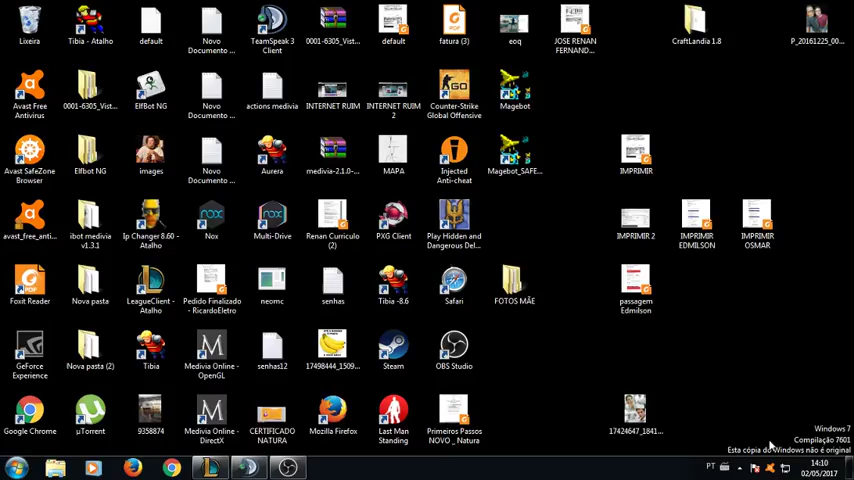 Lixeira
Tibia - Atalho
default
Novo
Documento ...
TeamSpeak 3
Client
0001-6305_Vist...
default
fatura (3)
eoq
JOSE RENAN
FERNAND...
CraftLandia 1.8
P_20161225_00...
Avast Free
Antivirus
0001-6305_Vist...
ElfBot NG
Novo
Documento ...
actions medivia
INTERNET RUIM
INTERNET RUIM
2
Counter-Strike
Global Offensive
Magebot
Avast SafeZone
Browser
Elfbot NG
images
Novo
Documento ...
Aurera
medivia-2.1.0-...
MAPA
Injected
Anti-cheat
Magebot_SAFE...
IMPRIMIR
avast_free_anti...
ibot medivia
v1.3.1
Ip Changer 8.60 -
Atalho
Nox
Multi-Drive
Renan Curriculo
(2)
PXG Client
Play Hidden and
Dangerous Del...
IMPRIMIR 2
IMPRIMIR
EDMILSON
IMPRIMIR
OSMAR
Foxit Reader
Nova pasta
LeagueClient -
Atalho
Pedido Finalizado
- RicardoEletro
neomc
senhas
Tibia -8.6
Safari
FOTOS MÃE
passagem
Edmilson
GeForce
Experience
Nova pasta (2)
Tibia
Medivia Online -
OpenGL
senhas12
17498444_1509...
Steam
OBS Studio
Google Chrome
µTorrent
9358874
Medivia Online -
DirectX
CERTIFICADO
NATURA
Mozilla Firefox
Last Man
Standing
Primeiros Passos
NOVO _ Natura
17424647_1841...
Windows 7
Compilação 7601
Esta cópia do Windows não é original
PT
14:10
02/05/2017